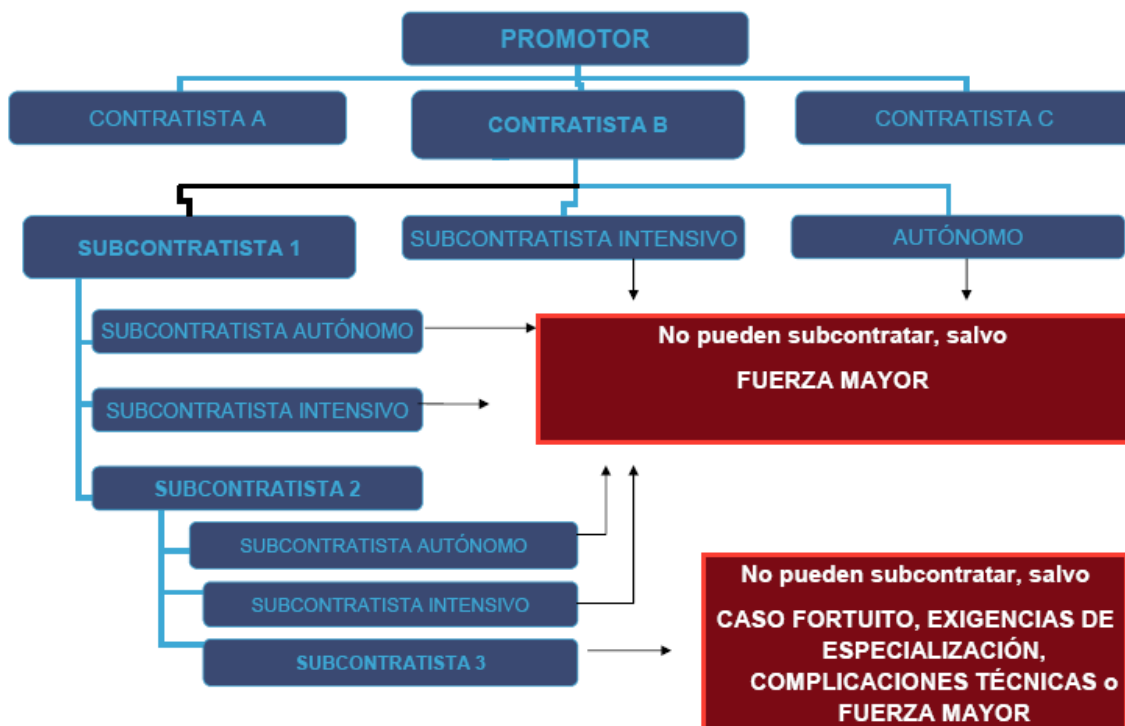 PROMOTOR
CONTRATISTA A
CONTRATISTA B
CONTRATISTA C
SUBCONTRATISTA 1
SUBCONTRATISTA INTENSIVO
AUTÓNOMO
SUBCONTRATISTA AUTÓNOMO
SUBCONTRATISTA INTENSIVO
No pueden subcontratar, salvo
FUERZA MAYOR
SUBCONTRATISTA 2
SUBCONTRATISTA AUTÓNOMO
SUBCONTRATISTA INTENSIVO
SUBCONTRATISTA 3
No pueden subcontratar, salvo
CASO FORTUITO, EXIGENCIAS DE
ESPECIALIZACIÓN,
COMPLICACIONES TÉCNICAS o
FUERZA MAYOR